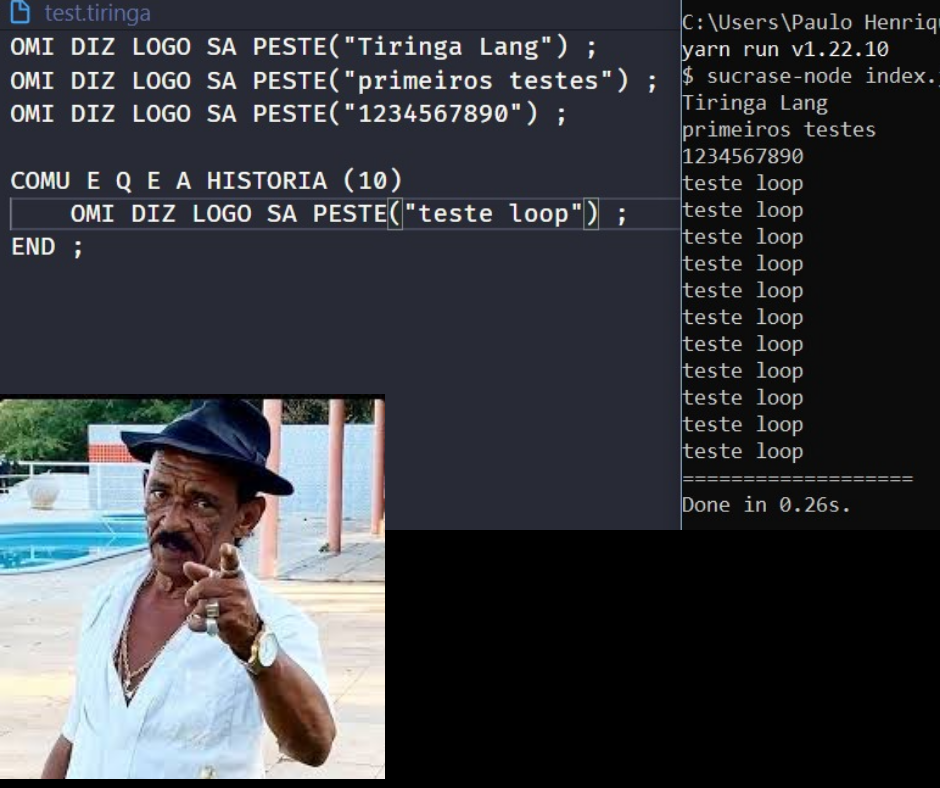 test.tiringa
OMI DIZ LOGO SA PESTE("Tiringa Lang") ;
OMI DIZ LOGO SA PESTE("primeiros testes") ;
OMI DIZ LOGO SA PESTE("1234567890") ;
COMU E Q E A HISTORIA (10)
OMI DIZ LOGO SA PESTE("teste loop") ;
END ;
C:\Users\Paulo Henriqu
yarn run v1.22.10
$ sucrase-node index.
Tiringa Lang
primeiros testes
1234567890
teste loop
teste loop
teste loop
teste loop
teste loop
teste loop
teste loop
teste loop
teste loop
teste loop
teste loop
===================
Done in 0.26s.